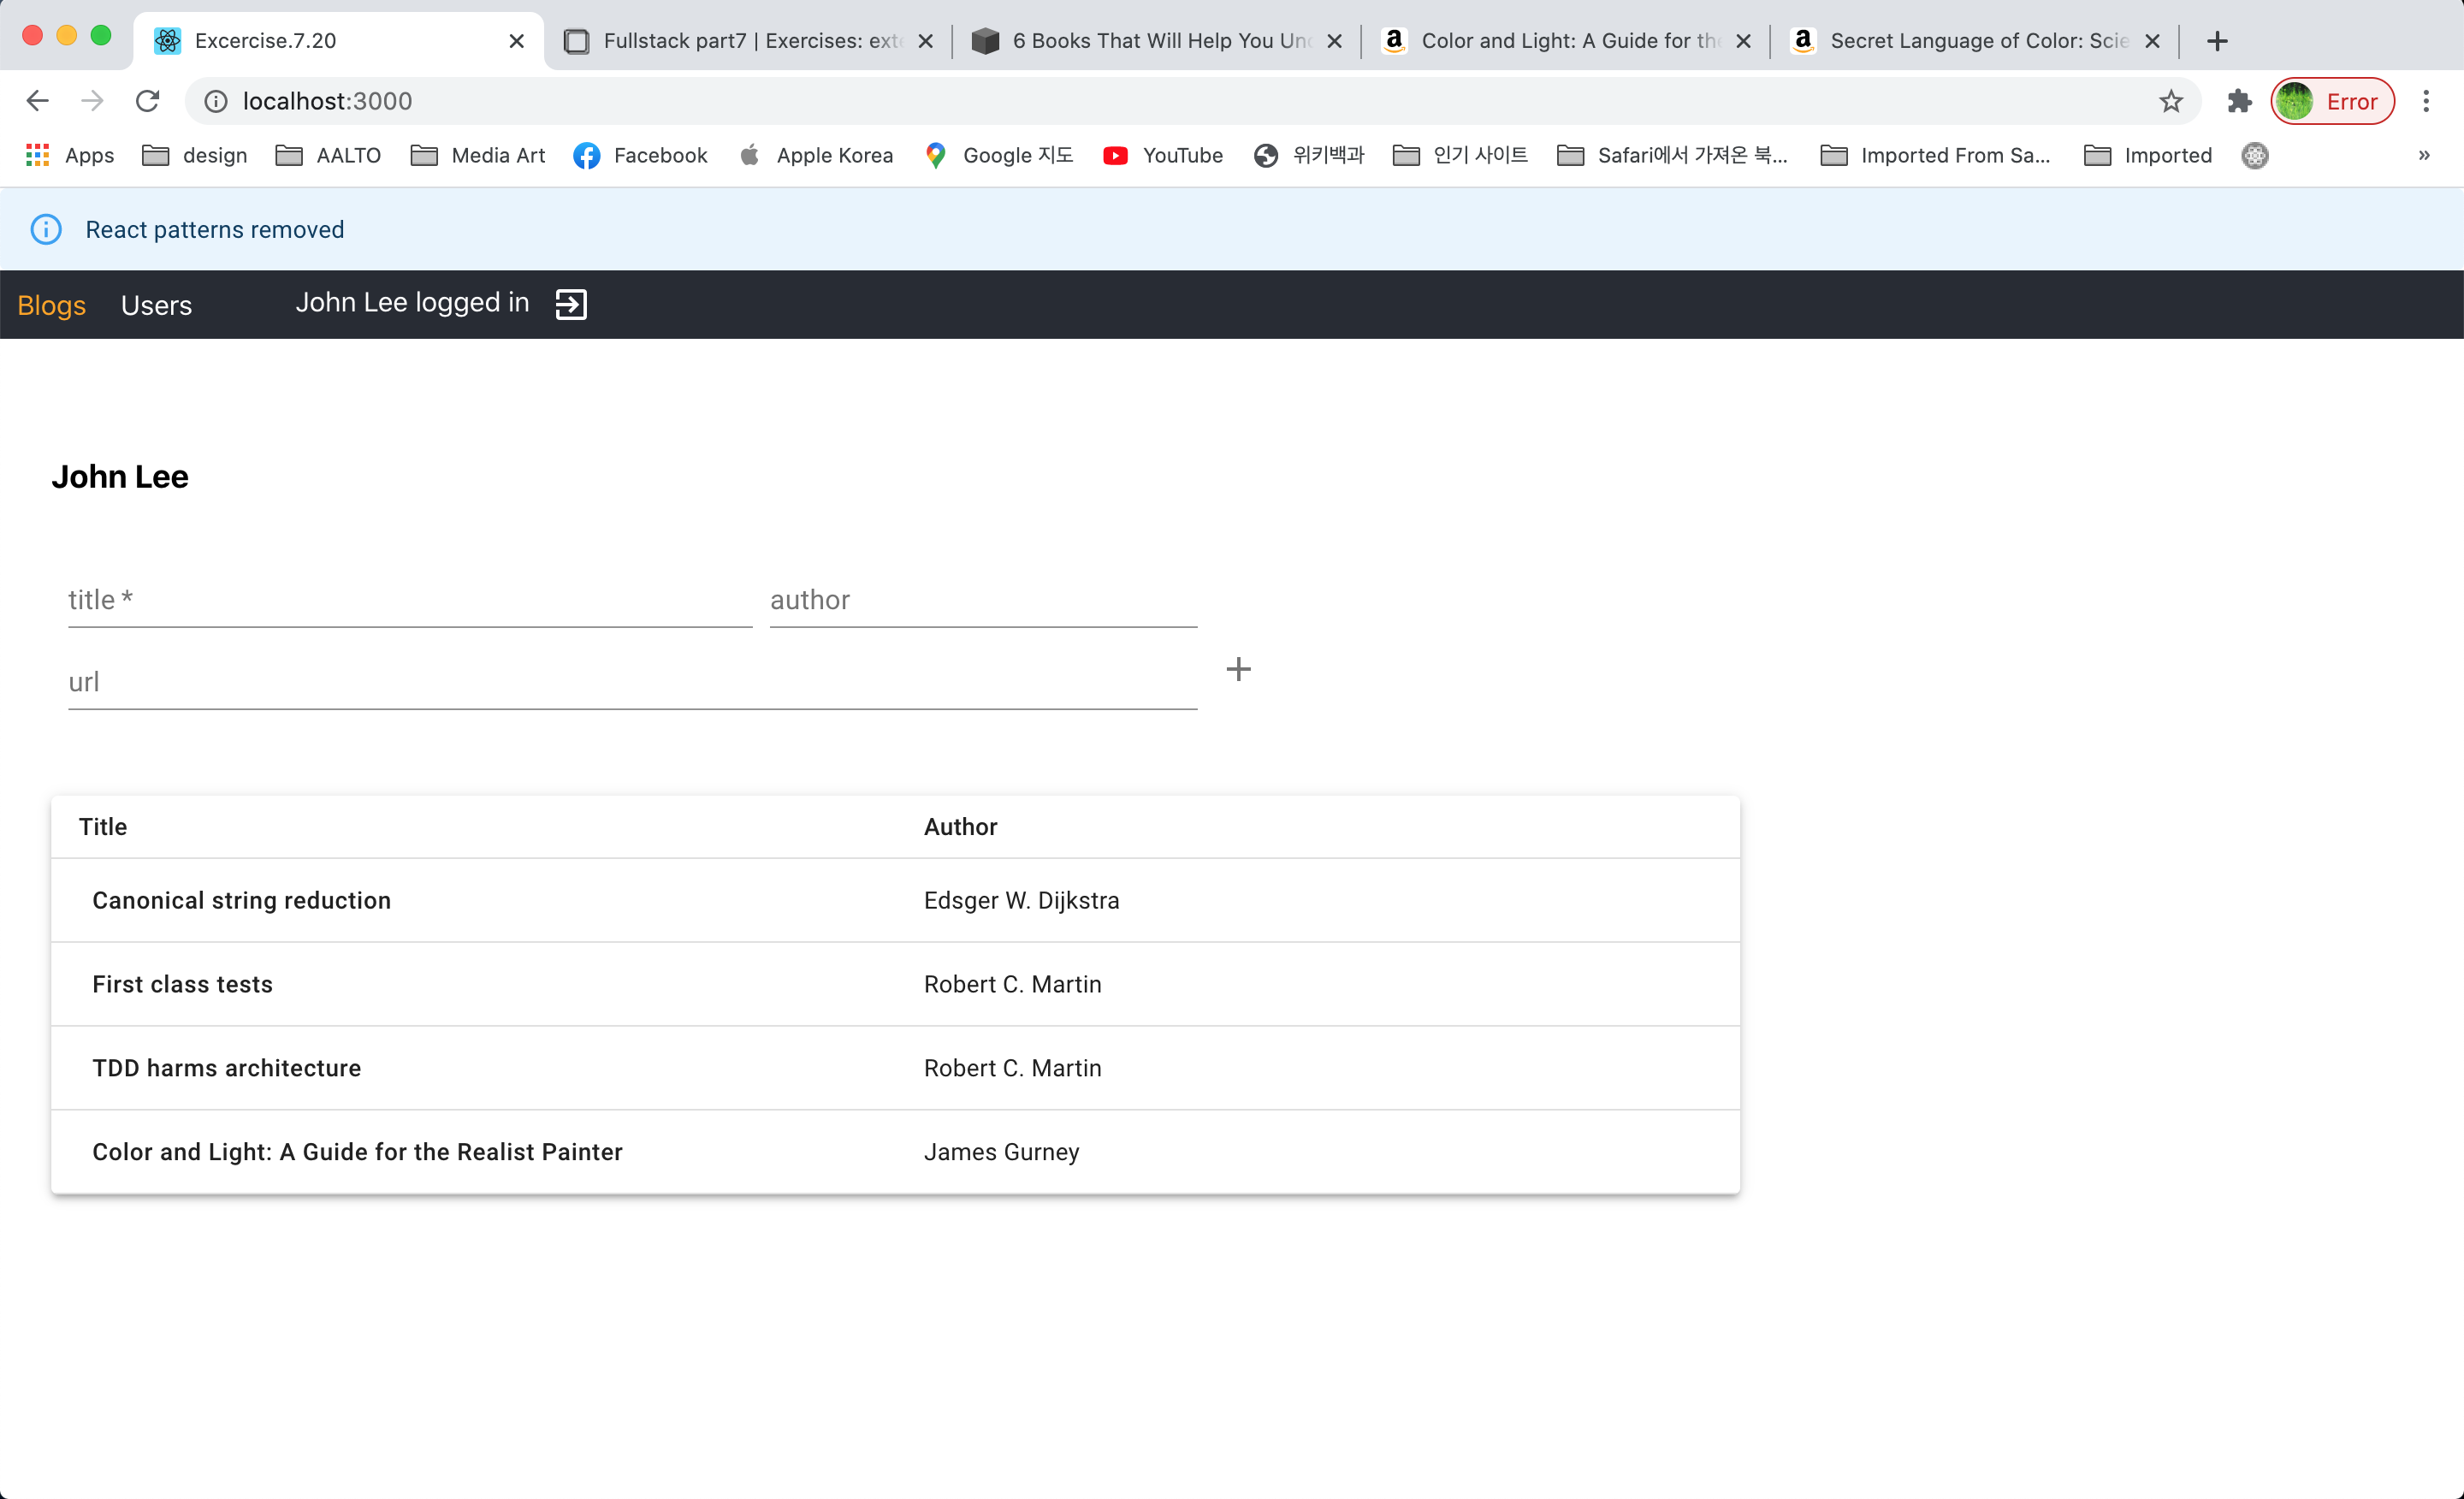 Excercise.7.20 Fullstack part7 | Exercises: exte 6 Books That Will Help You Und Color and Light: A Guide for the Secret Language of Color: Scie
localhost:3000 Error
Apps design AALTO Media Art Facebook Apple Korea Google 지도 YouTube 위키백과 인기 사이트 Safari에서 가져온 북... Imported From Sa... Imported »
React patterns removed
Blogs Users John Lee logged in
John Lee
title * author
url
Title Author
Canonical string reduction Edsger W. Dijkstra
First class tests Robert C. Martin
TDD harms architecture Robert C. Martin
Color and Light: A Guide for the Realist Painter James Gurney